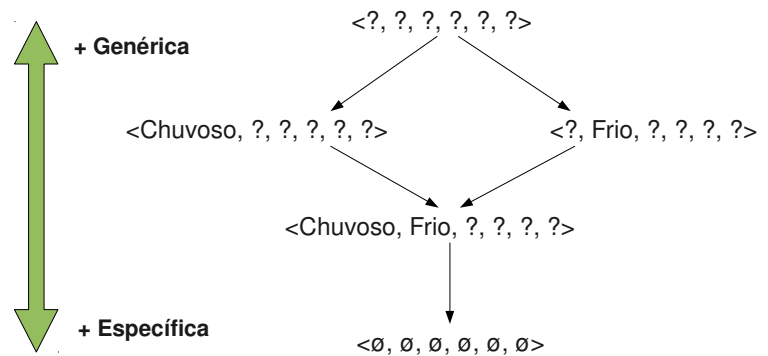 <?, ?, ?, ?, ?, ?>
+ Genérica
<Chuvoso, ?, ?, ?, ?, ?>
<?, Frio, ?, ?, ?, ?>
<Chuvoso, Frio, ?, ?, ?, ?>
+ Específica
<ø, ø, ø, ø, ø, ø>